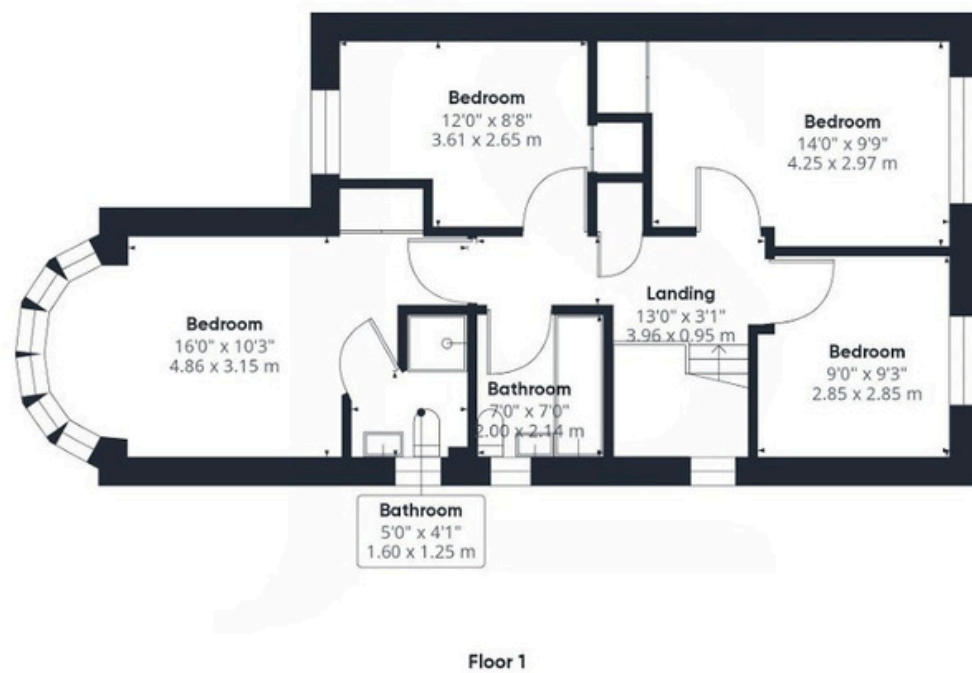 Bedroom
12'0" x 8'8"
3.61 x 2.65 m
Bedroom
14'0" x 9'9"
4.25 x 2.97 m
Bedroom
16'0" x 10'3"
4.86 x 3.15 m
Landing
13'0" x 3'1"
3.96 x 0.95 m
Bedroom
9'0" x 9'3"
2.85 x 2.85 m
Bathroom
7'0" x 7'0"
2.00 x 2.14 m
Bathroom
5'0" x 4'1"
1.60 x 1.25 m
Floor 1